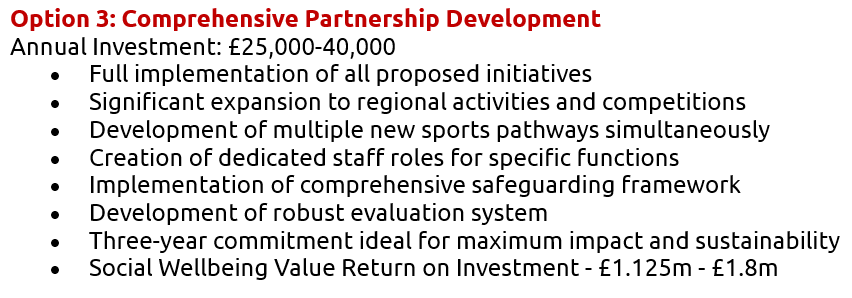 Option 3: Comprehensive Partnership Development
Annual Investment: £25,000-40,000
• Full implementation of all proposed initiatives
• Significant expansion to regional activities and competitions
• Development of multiple new sports pathways simultaneously
• Creation of dedicated staff roles for specific functions
• Implementation of comprehensive safeguarding framework
• Development of robust evaluation system
• Three-year commitment ideal for maximum impact and sustainability
• Social Wellbeing Value Return on Investment - £1.125m - £1.8m